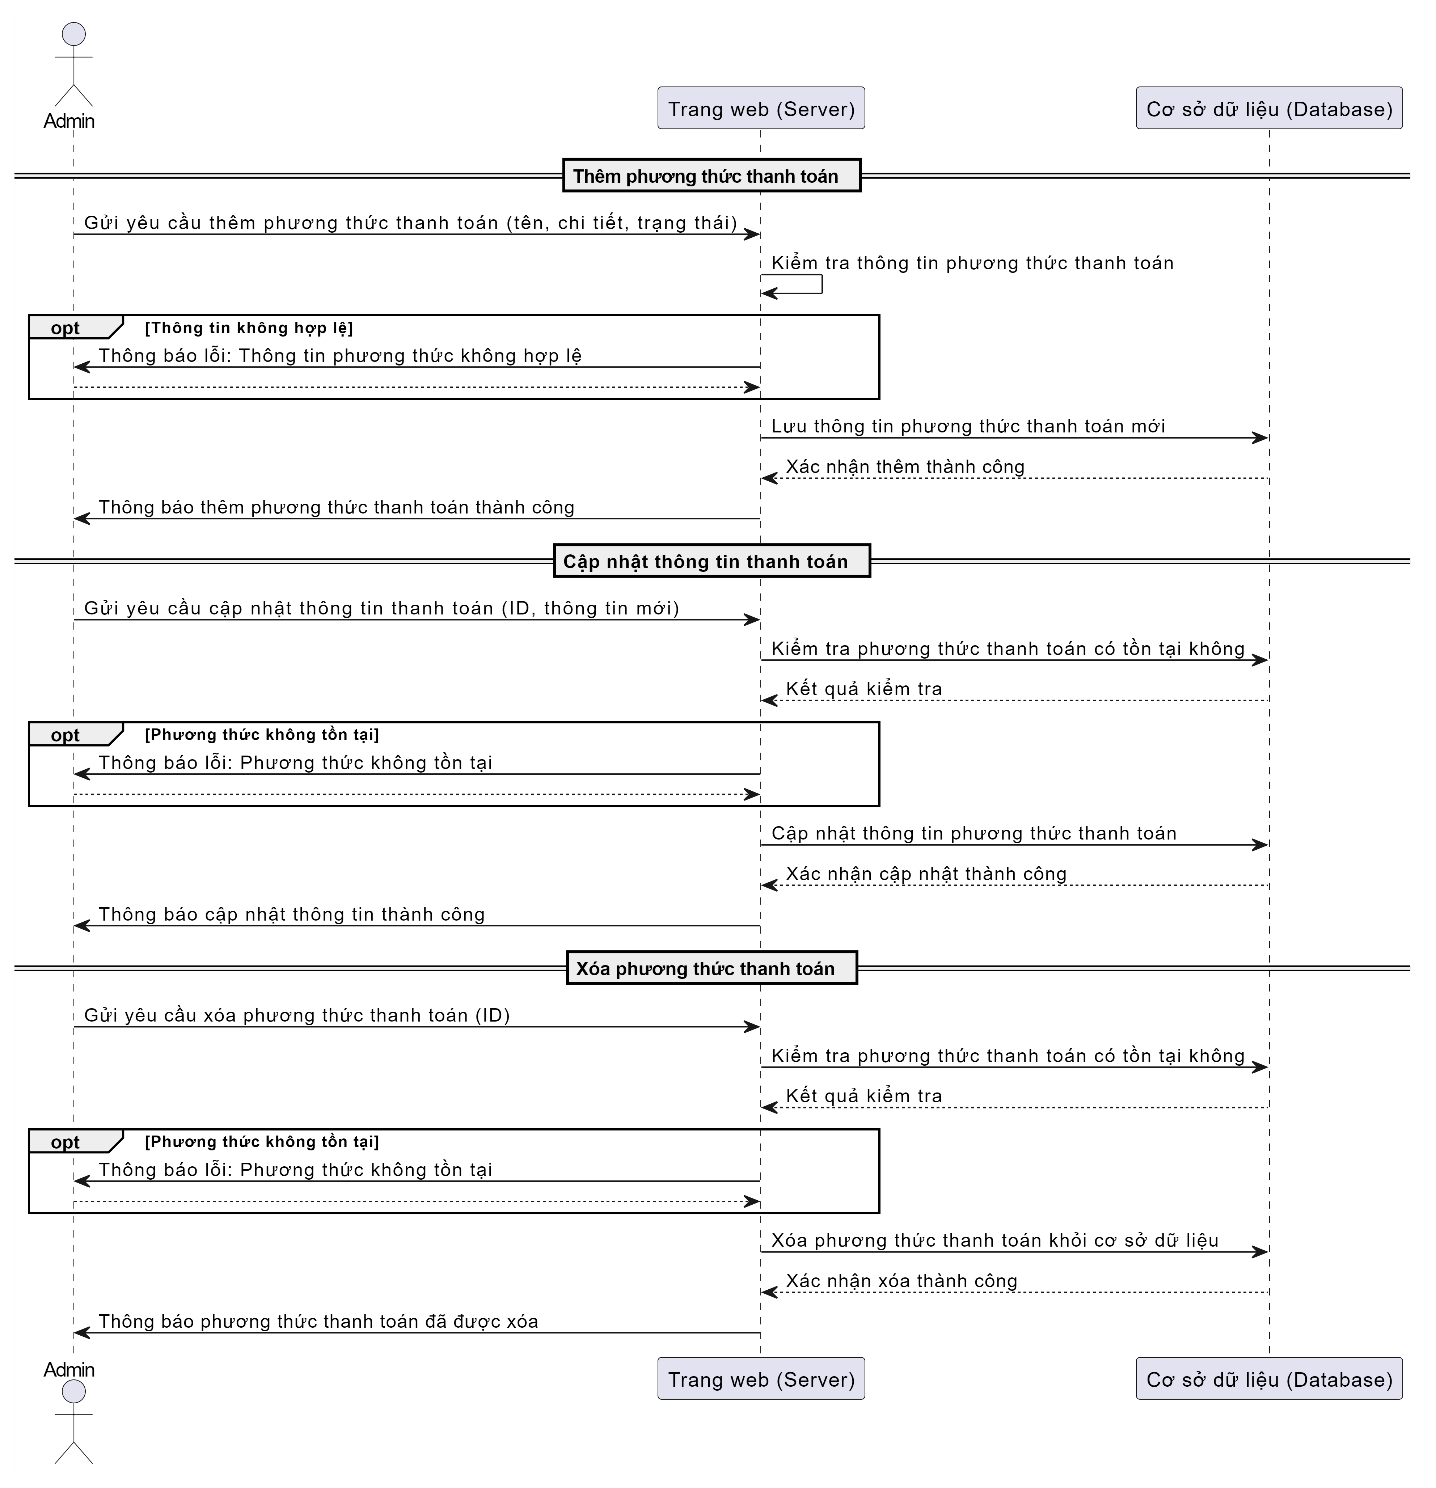 Admin
Trang web (Server)
Cơ sở dữ liệu (Database)
Thêm phương thức thanh toán
Gửi yêu cầu thêm phương thức thanh toán (tên, chi tiết, trạng thái)
Kiểm tra thông tin phương thức thanh toán
opt
[Thông tin không hợp lệ]
Thông báo lỗi: Thông tin phương thức không hợp lệ
Lưu thông tin phương thức thanh toán mới
Xác nhận thêm thành công
Thông báo thêm phương thức thanh toán thành công
Cập nhật thông tin thanh toán
Gửi yêu cầu cập nhật thông tin thanh toán (ID, thông tin mới)
Kiểm tra phương thức thanh toán có tồn tại không
Kết quả kiểm tra
opt
[Phương thức không tồn tại]
Thông báo lỗi: Phương thức không tồn tại
Cập nhật thông tin phương thức thanh toán
Xác nhận cập nhật thành công
Thông báo cập nhật thông tin thành công
Xóa phương thức thanh toán
Gửi yêu cầu xóa phương thức thanh toán (ID)
Kiểm tra phương thức thanh toán có tồn tại không
Kết quả kiểm tra
opt
[Phương thức không tồn tại]
Thông báo lỗi: Phương thức không tồn tại
Xóa phương thức thanh toán khỏi cơ sở dữ liệu
Xác nhận xóa thành công
Thông báo phương thức thanh toán đã được xóa
Admin
Trang web (Server)
Cơ sở dữ liệu (Database)